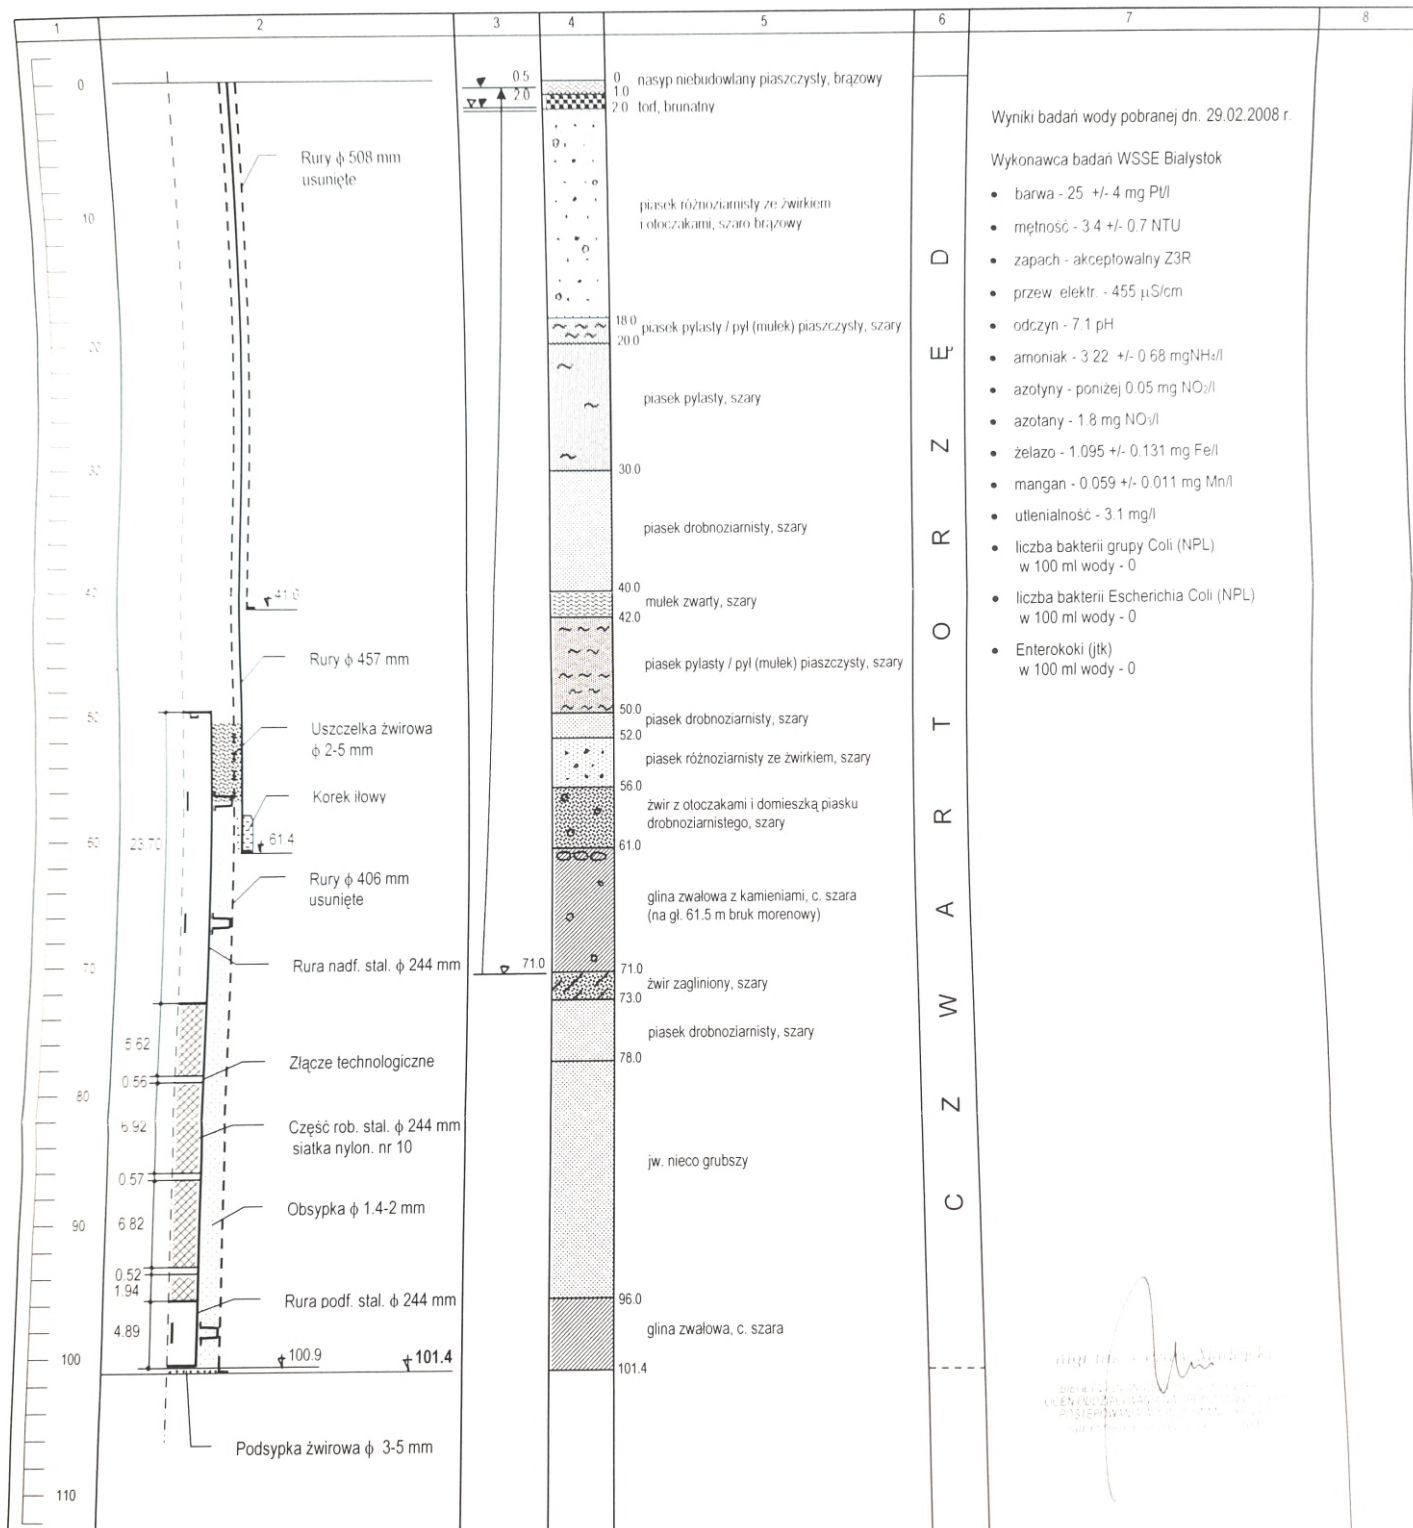 1 2 3 4 5 6 7 8
0
10
20
30
40
50
60
70
80
90
100
110
Rury ϕ 508 mm
usunięte
41.0
Rury ϕ 457 mm
Uszczelka żwirowa
ϕ 2-5 mm
Korek iłowy
61.4
Rury ϕ 406 mm
usunięte
Rura nadf. stal. ϕ 244 mm
Złącze technologiczne
Część rob. stal. ϕ 244 mm
siatka nylon. nr 10
Obsypka ϕ 1.4-2 mm
Rura podf. stal. ϕ 244 mm
100.9
101.4
Podsypka żwirowa ϕ 3-5 mm
23.70
5.62
0.56
6.92
0.57
6.82
0.52
1.94
4.89
0.5
2.0
71.0
0
1.0
2.0
18.0
20.0
30.0
40.0
42.0
50.0
52.0
56.0
61.0
71.0
73.0
78.0
96.0
101.4
nasyp niebudowlany piaszczysty, brązowy
torf, brunatny
piasek różnoziarnisty ze żwirkiem
i otoczakami, szaro brązowy
piasek pylasty / pył (mułek) piaszczysty, szary
piasek pylasty, szary
piasek drobnoziarnisty, szary
mułek zwarty, szary
piasek pylasty / pył (mułek) piaszczysty, szary
piasek drobnoziarnisty, szary
piasek różnoziarnisty ze żwirkiem, szary
żwir z otoczakami i domieszką piasku
drobnoziarnistego, szary
glina zwałowa z kamieniami, c. szara
(na gł. 61.5 m bruk morenowy)
żwir zagliniony, szary
piasek drobnoziarnisty, szary
jw. nieco grubszy
glina zwałowa, c. szara
CZWARTORZĘD
Wyniki badań wody pobranej dn. 29.02.2008 r.
Wykonawca badań WSSE Białystok
• barwa - 25 +/- 4 mg Pt/l
• mętność - 3.4 +/- 0.7 NTU
• zapach - akceptowalny Z3R
• przew. elektr. - 455 µS/cm
• odczyn - 7.1 pH
• amoniak - 3.22 +/- 0.68 mgNH₄/l
• azotyny - poniżej 0.05 mg NO₂/l
• azotany - 1.8 mg NO₃/l
• żelazo - 1.095 +/- 0.131 mg Fe/l
• mangan - 0.059 +/- 0.011 mg Mn/l
• utlenialność - 3.1 mg/l
• liczba bakterii grupy Coli (NPL)
w 100 ml wody - 0
• liczba bakterii Escherichia Coli (NPL)
w 100 ml wody - 0
• Enterokoki (jtk)
w 100 ml wody - 0